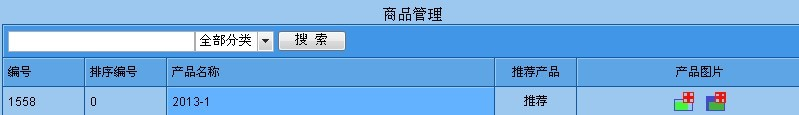 商品管理
全部分类 搜 索
编号 排序编号 产品名称 推荐产品 产品图片
1558 0 2013-1 推荐